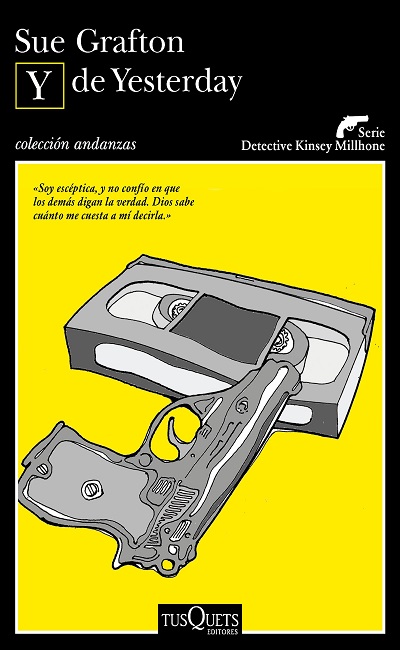 Sue Grafton
Y de Yesterday
Serie
colección andanzas
Detective Kinsey Millhone
«Soy escéptica, y no confío en que
los demás digan la verdad. Dios sabe
cuánto me cuesta a mí decirla.»
TUSQUETS
EDITORES